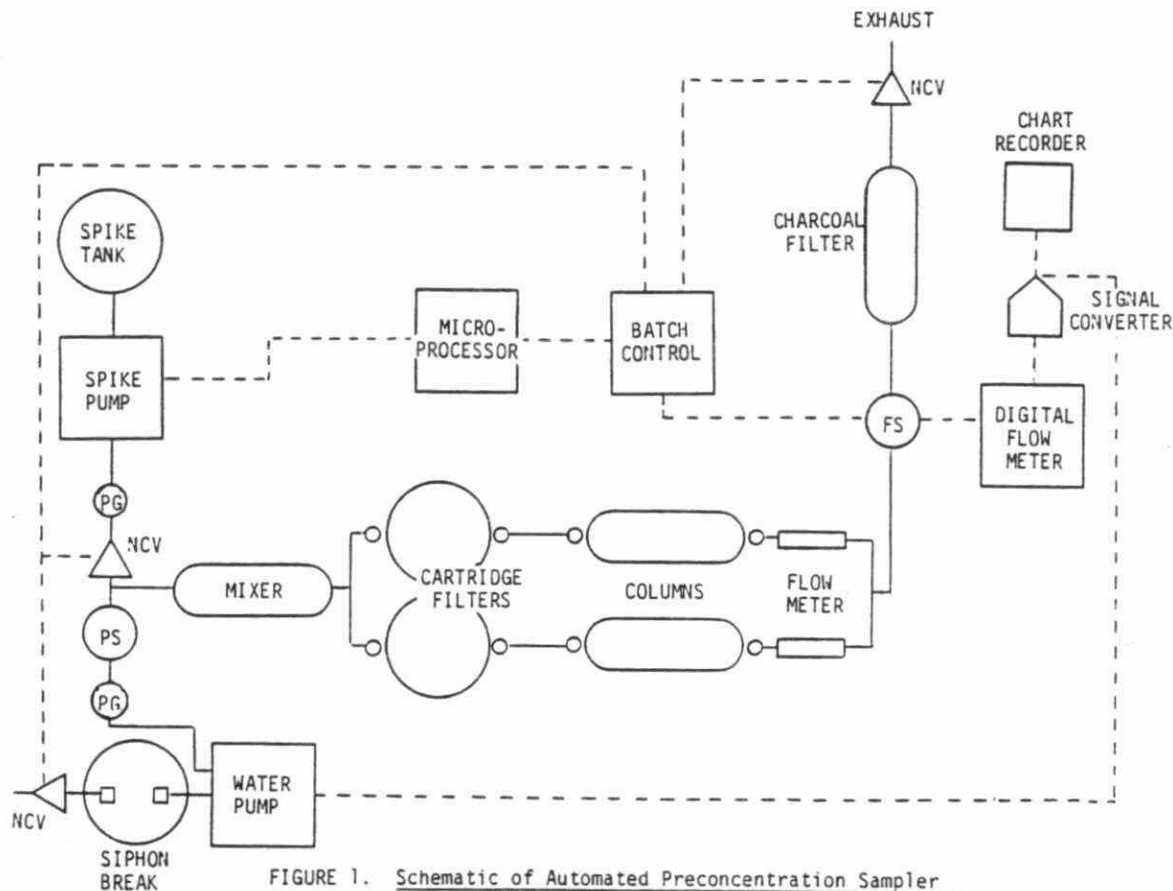 EXHAUST
NCV
CHART
RECORDER
SPIKE
TANK
CHARCOAL
FILTER
MICRO-
PROCESSOR
BATCH
CONTROL
SIGNAL
CONVERTER
SPIKE
PUMP
FS
DIGITAL
FLOW
METER
PG
NCV
MIXER
CARTRIDGE
FILTERS
COLUMNS
FLOW
METER
PS
PG
WATER
PUMP
NCV
SIPHON
BREAK
FIGURE 1. Schematic of Automated Preconcentration Sampler